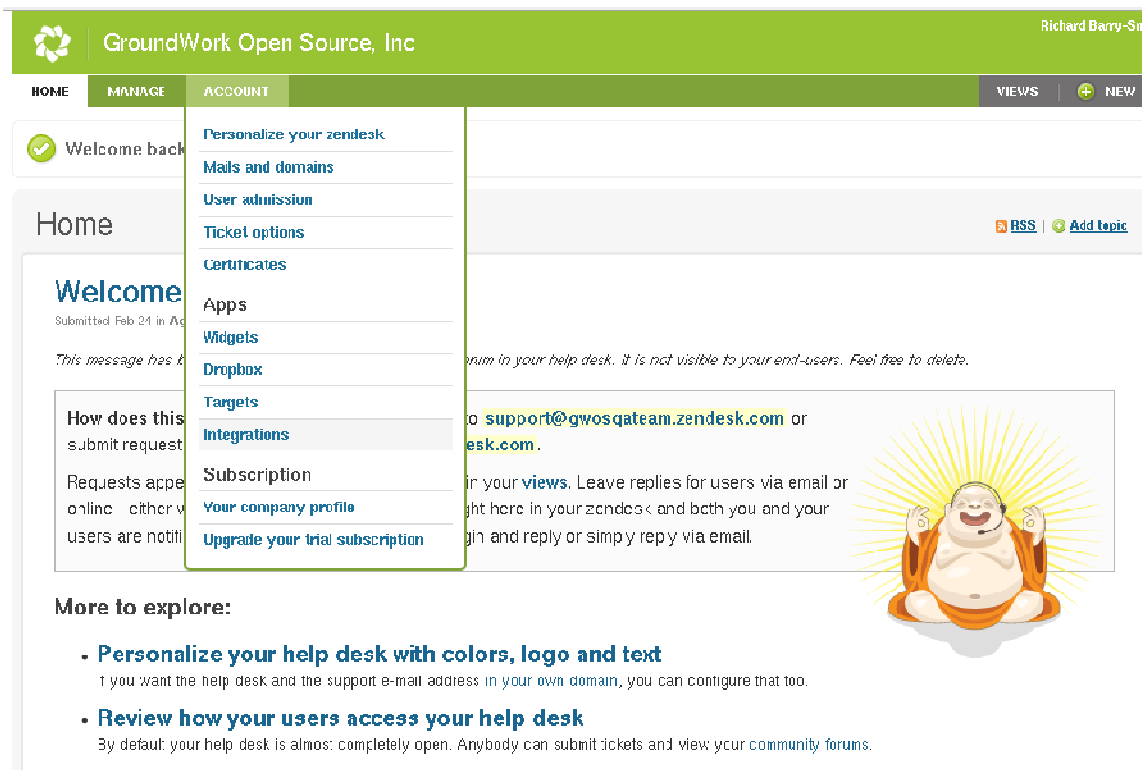 Richard Barry-Sm
GroundWork Open Source, Inc
HOME MANAGE ACCOUNT VIEWS NEW
Personalize your zendesk
Welcome back
Mails and domains
User admission
Home
RSS | Add topic
Ticket options
Certificates
Welcome
Apps
Submitted Feb 24 in Ag
Widgets
This message has b rum in your help desk. It is not visible to your end-users. Feel free to delete.
Dropbox
Targets
How does this o support@gwosqateam.zendesk.com or
Integrations
submit request esk.com.
Subscription
Requests appe in your views. Leave replies for users via email or
Your company profile
online - either v ght here in your zendesk and both you and your
Upgrade your trial subscription
users are notifi gin and reply or simply reply via email.
More to explore:
Personalize your help desk with colors, logo and text
If you want the help desk and the support e-mail address in your own domain, you can configure that too.
Review how your users access your help desk
By default your help desk is almost completely open. Anybody can submit tickets and view your community forums.